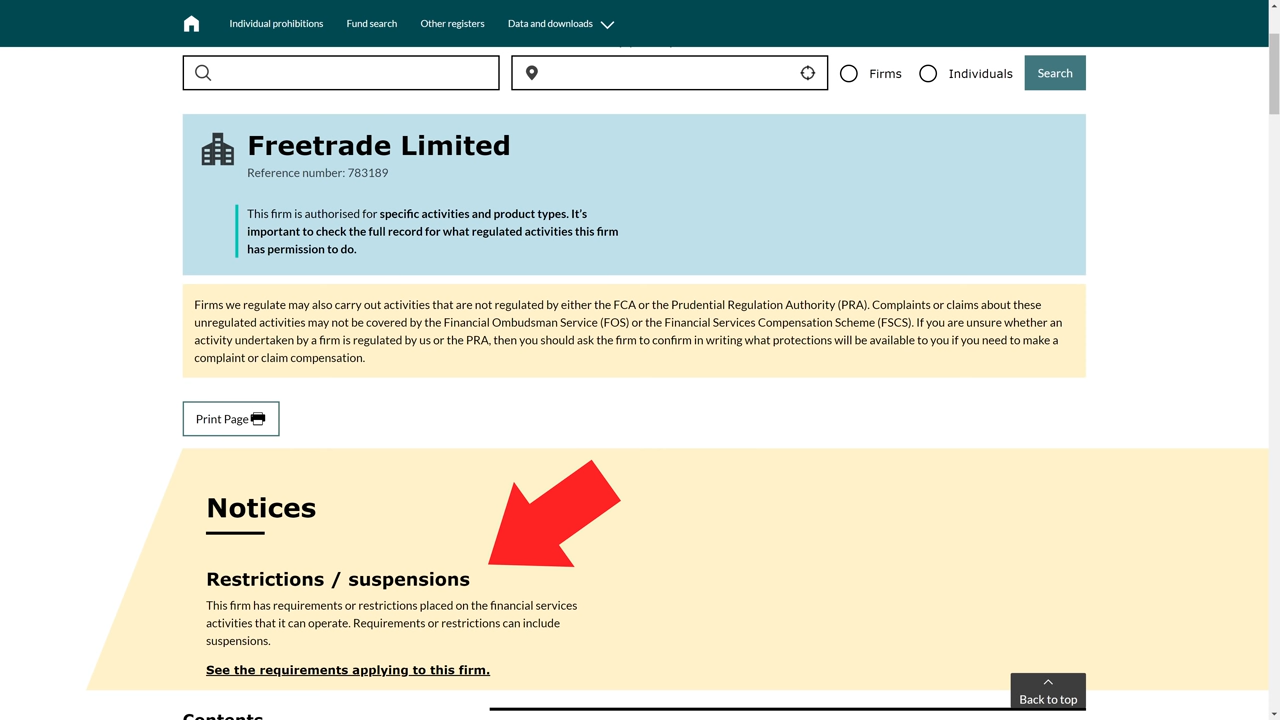 Individual prohibitions Fund search Other registers Data and downloads
Firms Individuals Search
Freetrade Limited
Reference number: 783189
This firm is authorised for specific activities and product types. It's
important to check the full record for what regulated activities this firm
has permission to do.
Firms we regulate may also carry out activities that are not regulated by either the FCA or the Prudential Regulation Authority (PRA). Complaints or claims about these
unregulated activities may not be covered by the Financial Ombudsman Service (FOS) or the Financial Services Compensation Scheme (FSCS). If you are unsure whether an
activity undertaken by a firm is regulated by us or the PRA, then you should ask the firm to confirm in writing what protections will be available to you if you need to make a
complaint or claim compensation.
Print Page
Notices
Restrictions / suspensions
This firm has requirements or restrictions placed on the financial services
activities that it can operate. Requirements or restrictions can include
suspensions.
See the requirements applying to this firm.
Back to top
Contents